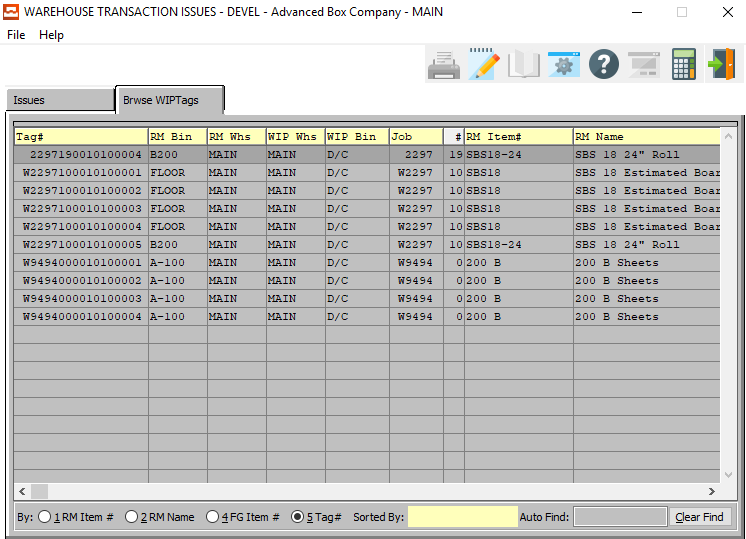 WAREHOUSE TRANSACTION ISSUES - DEVEL - Advanced Box Company - MAIN
File Help
Issues Brwse WIPTags
Tag# RM Bin RM Whs WIP Whs WIP Bin Job # RM Item# RM Name
2297190010100004 B200 MAIN MAIN D/C 2297 19 SBS18-24 SBS 18 24" Roll
W2297100010100001 FLOOR MAIN MAIN D/C W2297 10 SBS18 SBS 18 Estimated Boar
W2297100010100002 FLOOR MAIN MAIN D/C W2297 10 SBS18 SBS 18 Estimated Boar
W2297100010100003 FLOOR MAIN MAIN D/C W2297 10 SBS18 SBS 18 Estimated Boar
W2297100010100004 FLOOR MAIN MAIN D/C W2297 10 SBS18 SBS 18 Estimated Boar
W2297100010100005 B200 MAIN MAIN D/C W2297 10 SBS18-24 SBS 18 24" Roll
W9494000010100001 A-100 MAIN MAIN D/C W9494 0 200 B 200 B Sheets
W9494000010100002 A-100 MAIN MAIN D/C W9494 0 200 B 200 B Sheets
W9494000010100003 A-100 MAIN MAIN D/C W9494 0 200 B 200 B Sheets
W9494000010100004 A-100 MAIN MAIN D/C W9494 0 200 B 200 B Sheets
By: 1 RM Item # 2 RM Name 4 FG Item # 5 Tag# Sorted By: Auto Find: Clear Find